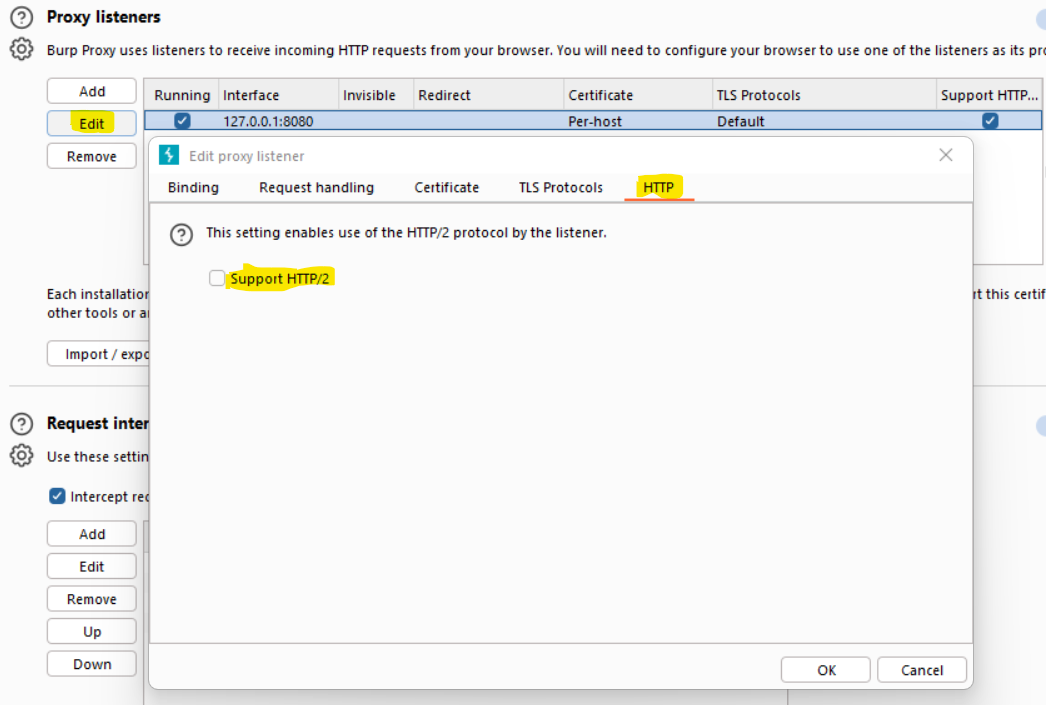 Proxy listeners
Burp Proxy uses listeners to receive incoming HTTP requests from your browser. You will need to configure your browser to use one of the listeners as its pro
Add
Running Interface Invisible Redirect Certificate TLS Protocols Support HTTP...
Edit
127.0.0.1:8080 Per-host Default
Remove
Edit proxy listener
Binding Request handling Certificate TLS Protocols HTTP
This setting enables use of the HTTP/2 protocol by the listener.
Support HTTP/2
Each installation
rt this certif
other tools or a
Import / expo
Request inter
Use these settin
Intercept rec
Add
Edit
Remove
Up
Down
OK Cancel